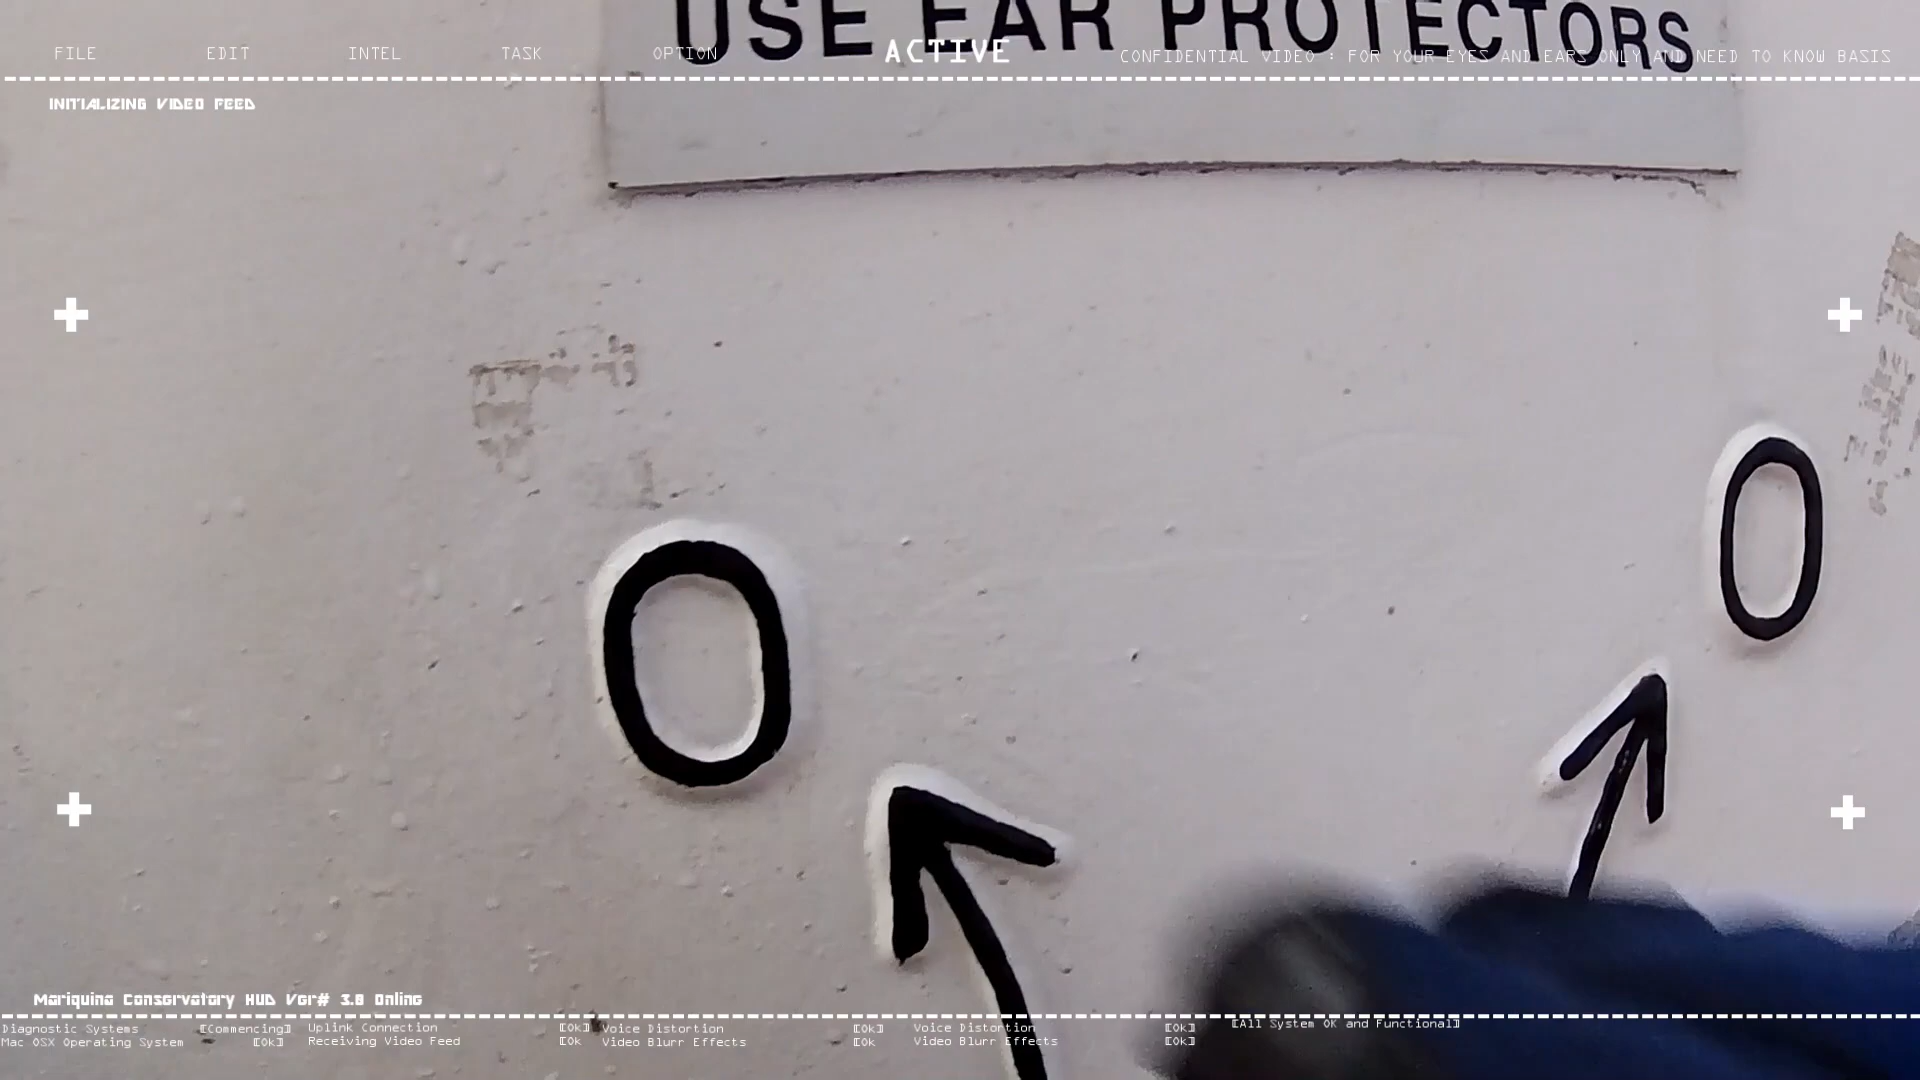 USE EAR PROTECTORS
FILE EDIT INTEL TASK OPTION ACTIVE CONFIDENTIAL VIDEO : FOR YOUR EYES AND EARS ONLY AND NEED TO KNOW BASIS
INITIALIZING VIDEO FEED
0
0
Mariquina Conservatory HUD Ver# 3.0 Online
Diagnostic Systems [Commencing] Uplink Connection [Ok] Voice Distortion [Ok] Voice Distortion [Ok] [All System OK and Functional]
Mac OSX Operating System [Ok] Receiving Video Feed [Ok Video Blurr Effects [Ok Video Blurr Effects [Ok]